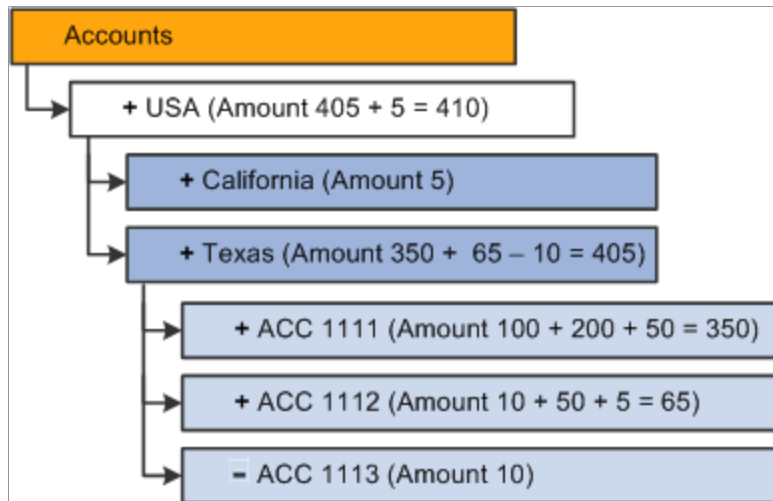 Accounts
+ USA (Amount 405 + 5 = 410)
+ California (Amount 5)
+ Texas (Amount 350 + 65 – 10 = 405)
+ ACC 1111 (Amount 100 + 200 + 50 = 350)
+ ACC 1112 (Amount 10 + 50 + 5 = 65)
- ACC 1113 (Amount 10)